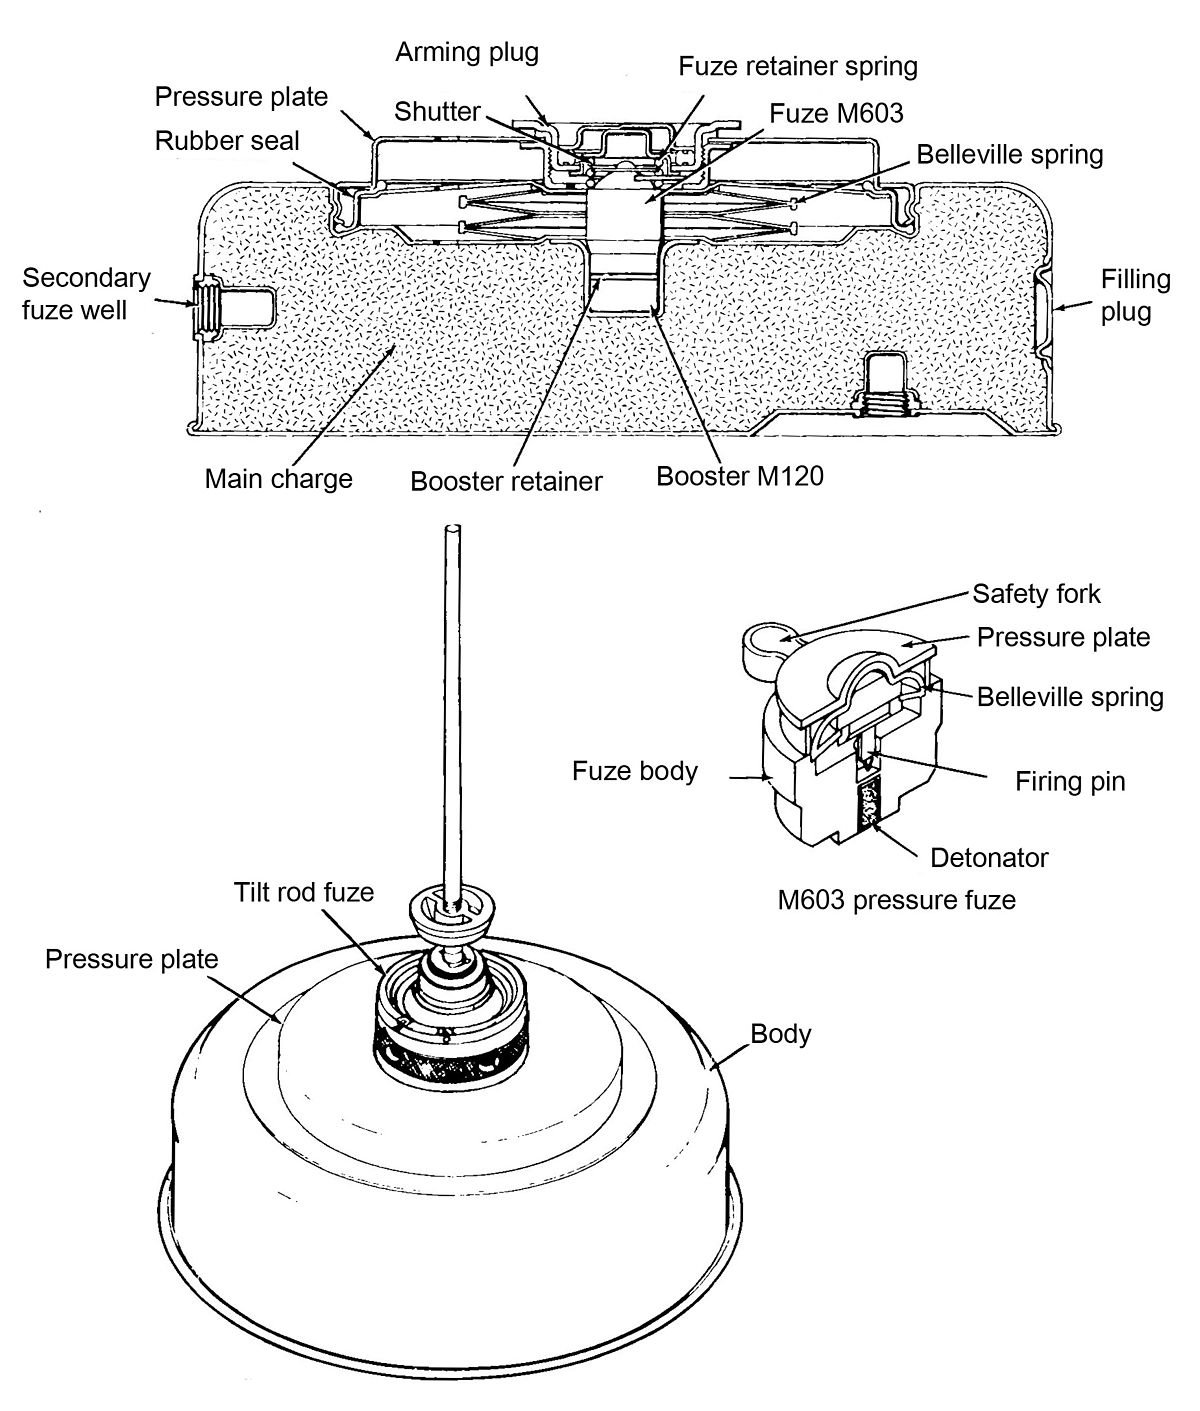 Arming plug
Fuze retainer spring
Pressure plate
Shutter
Fuze M603
Rubber seal
Belleville spring
Secondary
fuze well
Filling
plug
Main charge
Booster retainer
Booster M120
Safety fork
Pressure plate
Belleville spring
Fuze body
Firing pin
Detonator
M603 pressure fuze
Tilt rod fuze
Pressure plate
Body